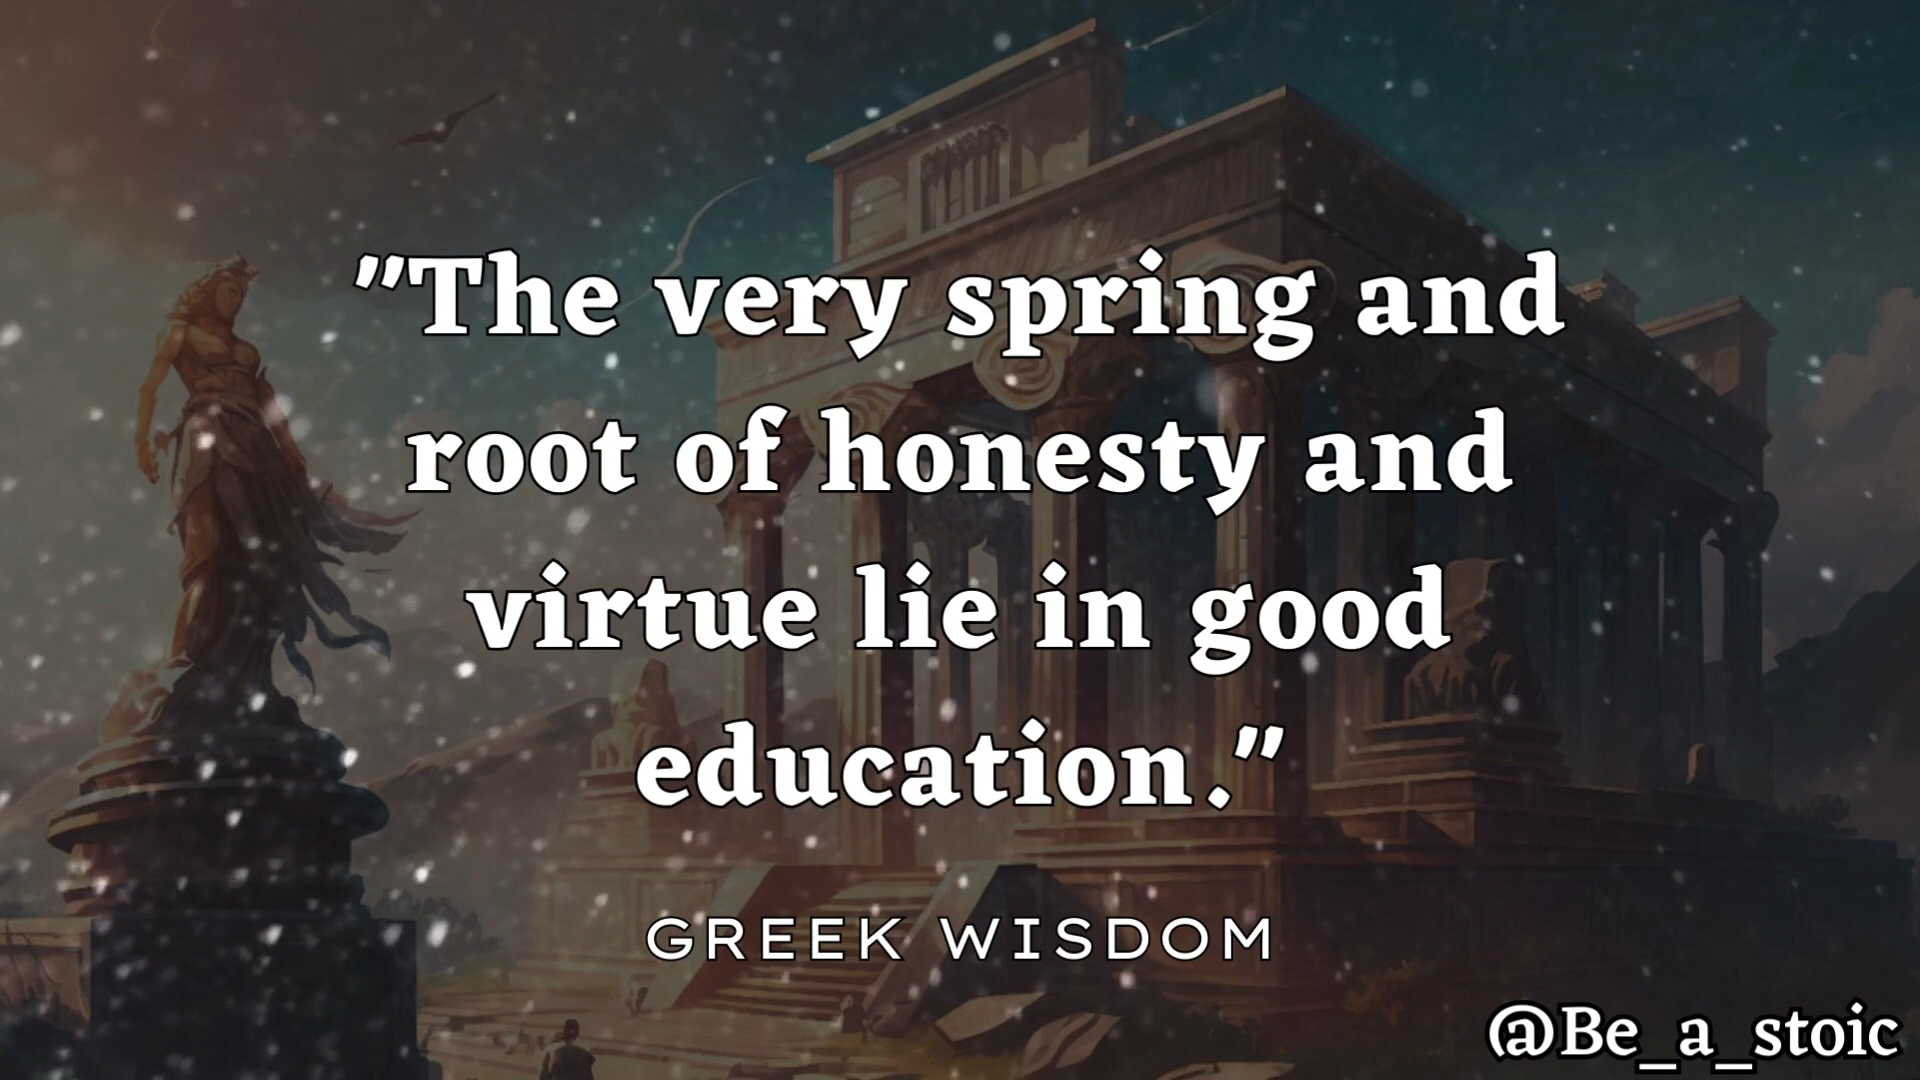 "The very spring and
root of honesty and
virtue lie in good
education."
GREEK WISDOM
@Be_a_stoic